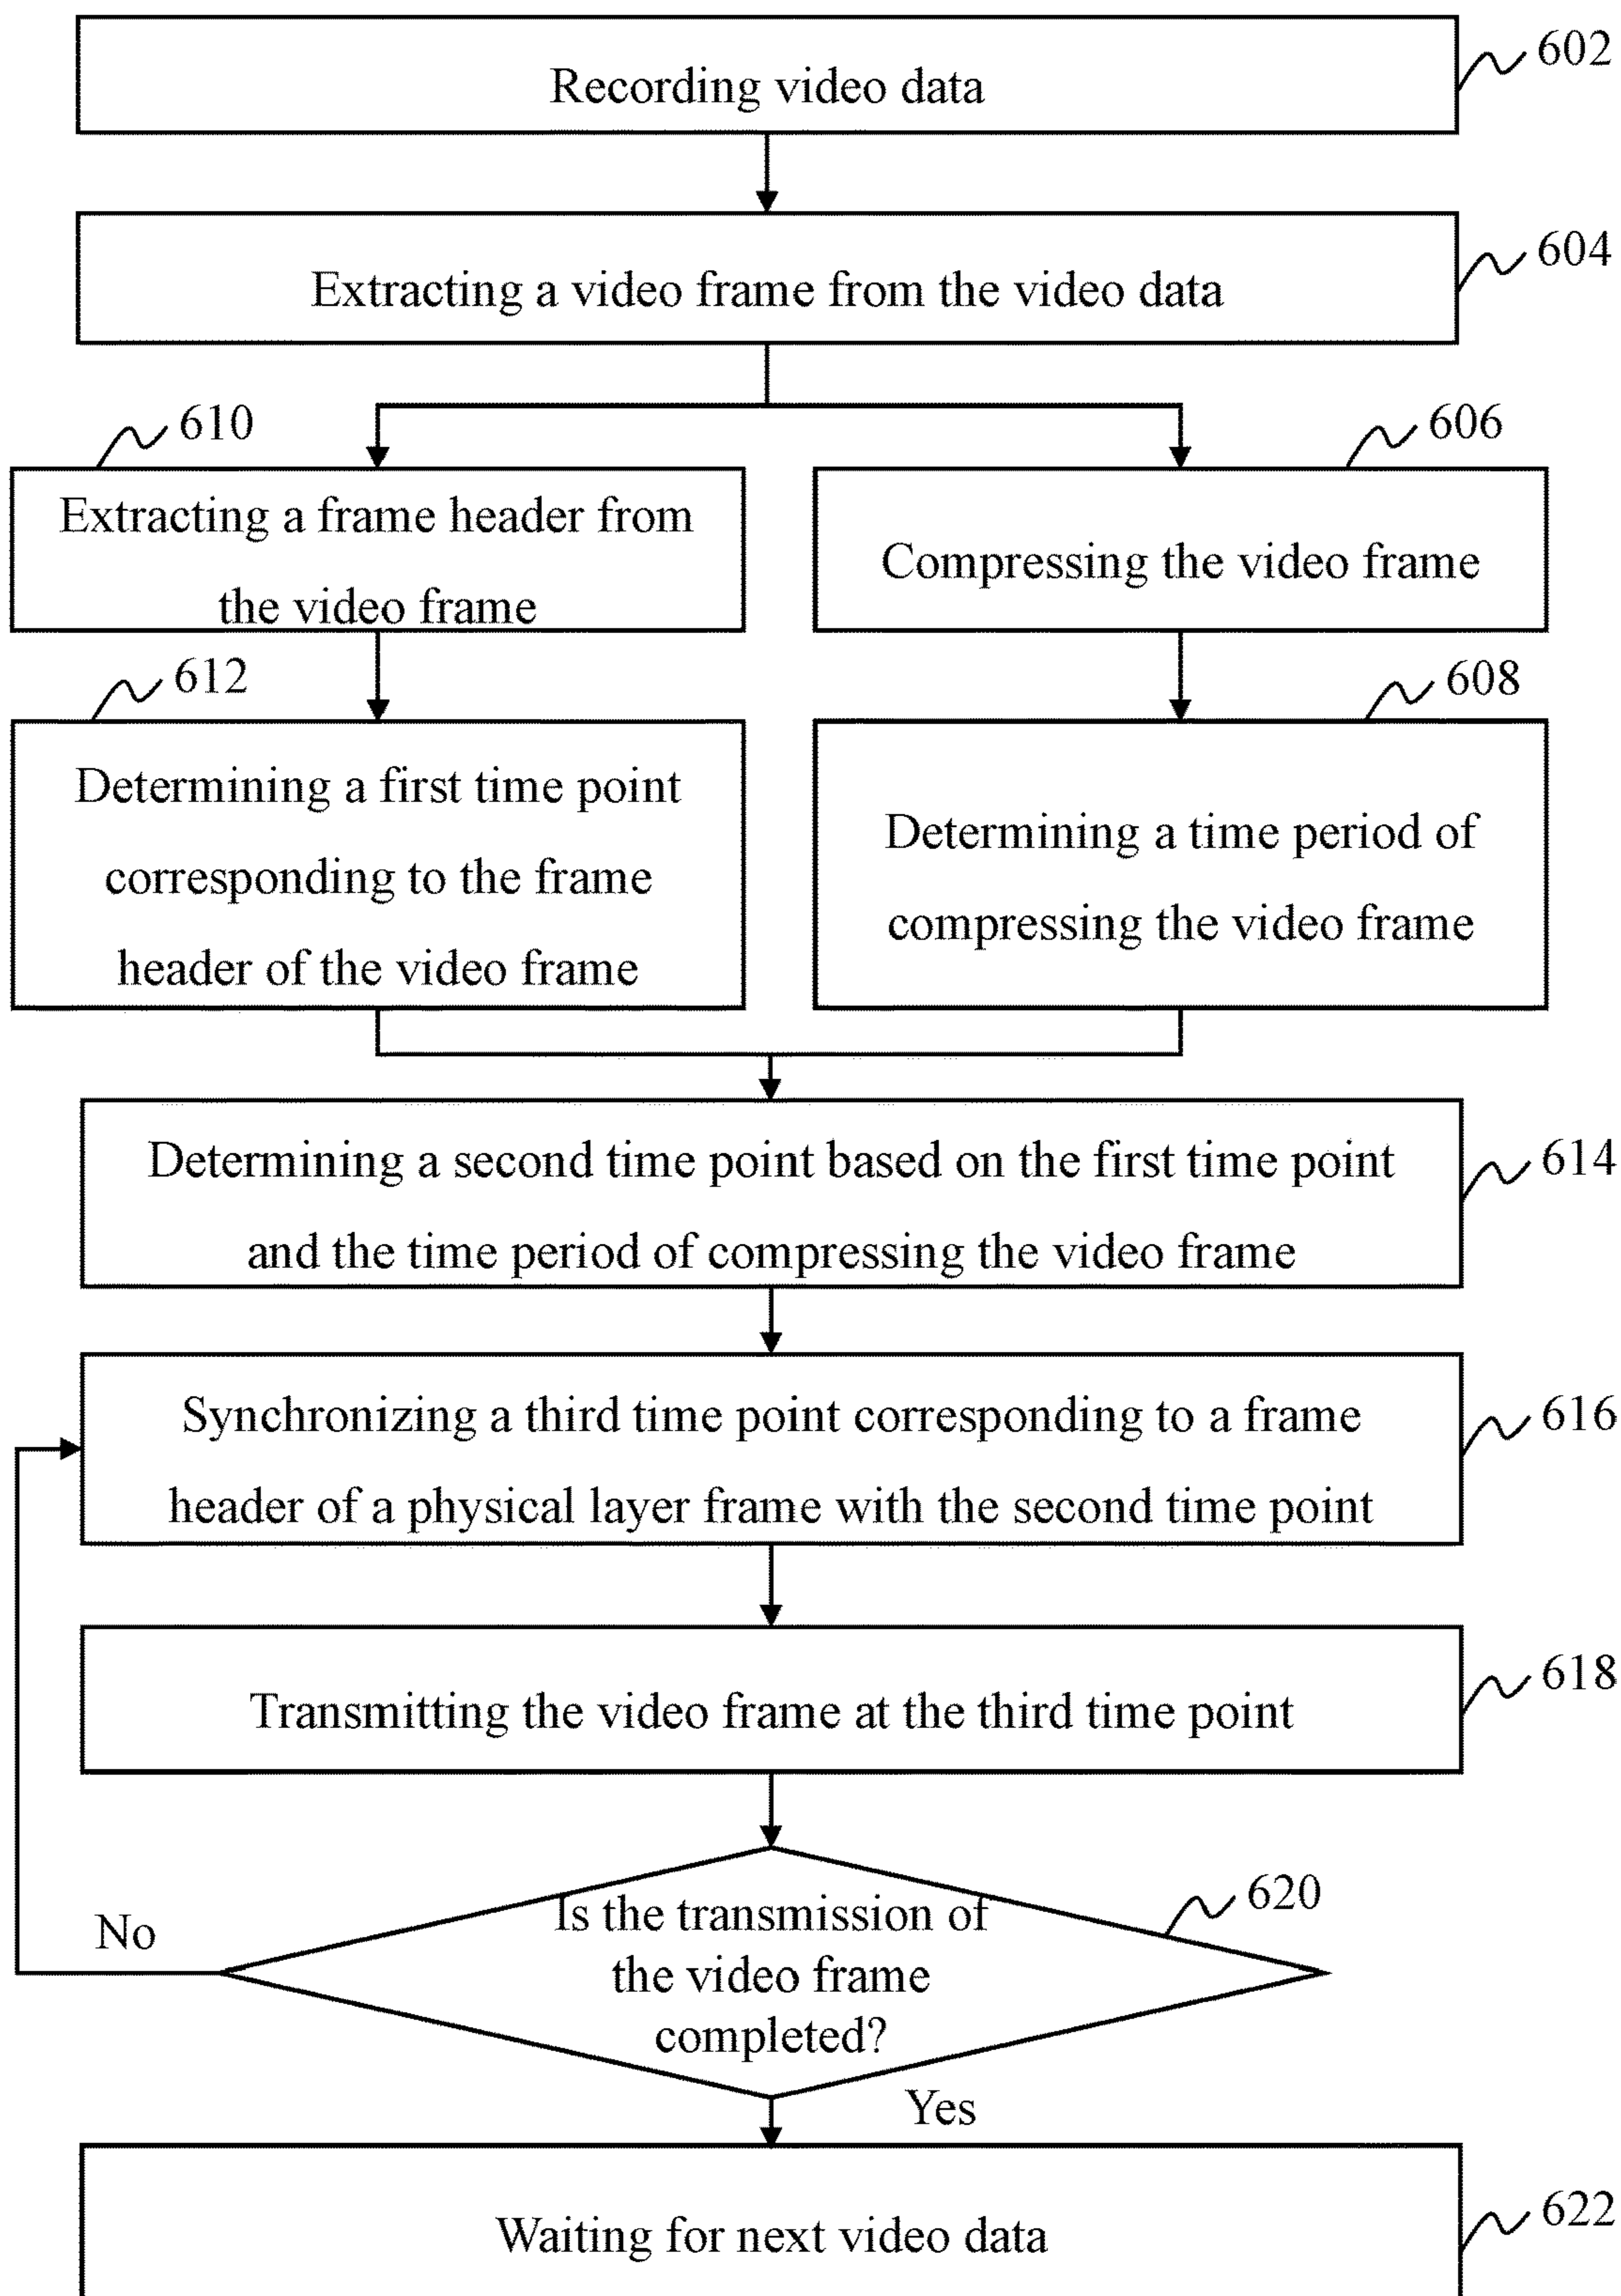 Recording video data
602
Extracting a video frame from the video data
604
610
Extracting a frame header from
the video frame
606
Compressing the video frame
612
Determining a first time point
corresponding to the frame
header of the video frame
608
Determining a time period of
compressing the video frame
Determining a second time point based on the first time point
and the time period of compressing the video frame
614
Synchronizing a third time point corresponding to a frame
header of a physical layer frame with the second time point
616
Transmitting the video frame at the third time point
618
Is the transmission of
the video frame
completed?
620
No
Yes
Waiting for next video data
622